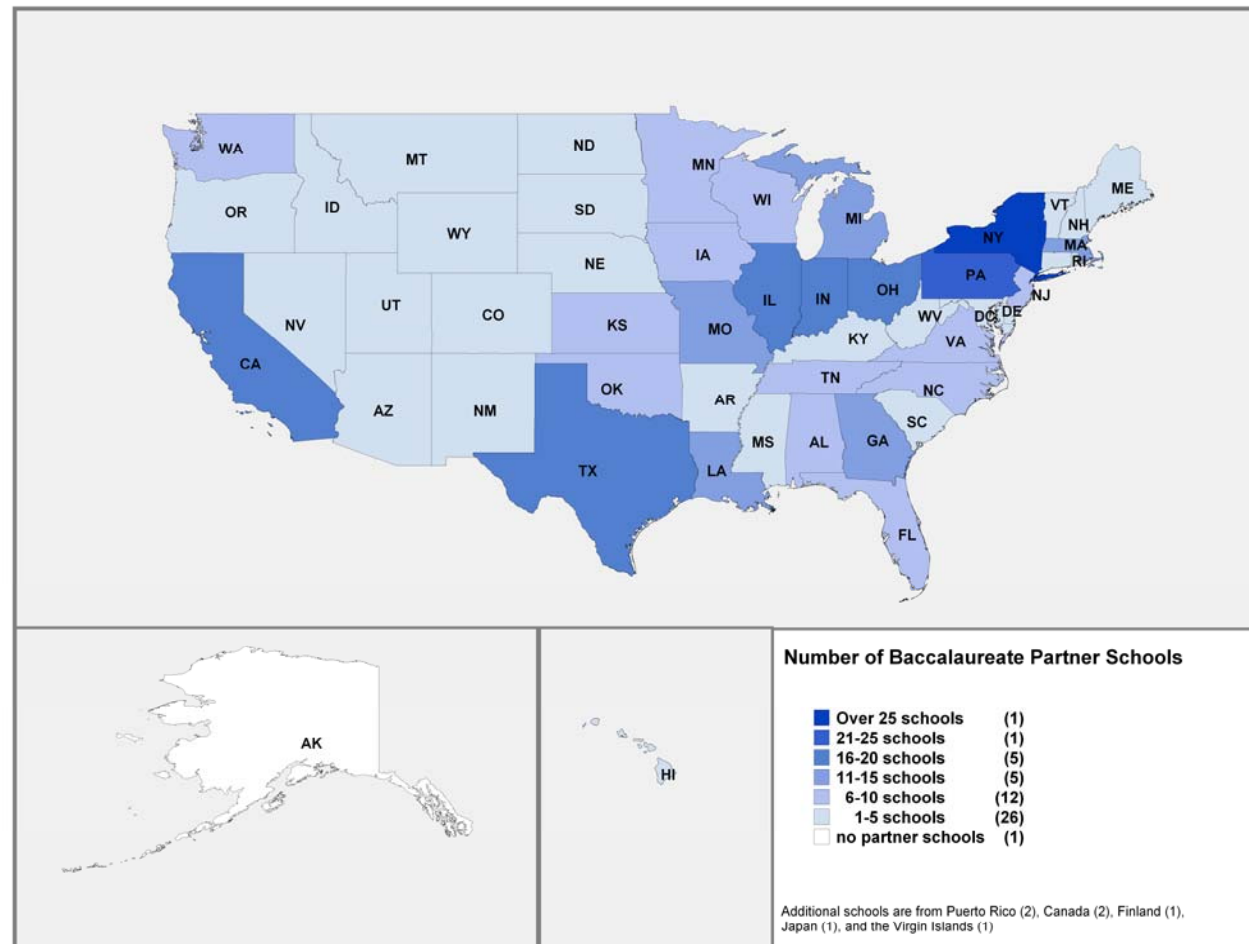 WA
MT
ND
MN
ME
VT
NH
OR
ID
SD
WI
MI
NY
MA
WY
IA
RI
NE
PA
NV
UT
CO
IL
IN
OH
NJ
DC
DE
WV
KS
MO
KY
VA
CA
TN
NC
OK
AZ
NM
AR
SC
MS
AL
GA
TX
LA
FL
AK
HI
Number of Baccalaureate Partner Schools
Over 25 schools (1)
21-25 schools (1)
16-20 schools (5)
11-15 schools (5)
6-10 schools (12)
1-5 schools (26)
no partner schools (1)
Additional schools are from Puerto Rico (2), Canada (2), Finland (1),
Japan (1), and the Virgin Islands (1)